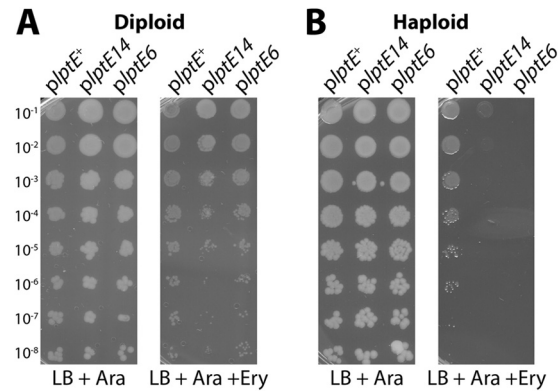 A Diploid
plptE+ plptE14 plptE6 plptE+ plptE14 plptE6
10-1
10-2
10-3
10-4
10-5
10-6
10-7
10-8
LB + Ara LB + Ara +Ery
B Haploid
plptE+ plptE14 plptE6 plptE+ plptE14 plptE6
LB + Ara LB + Ara +Ery